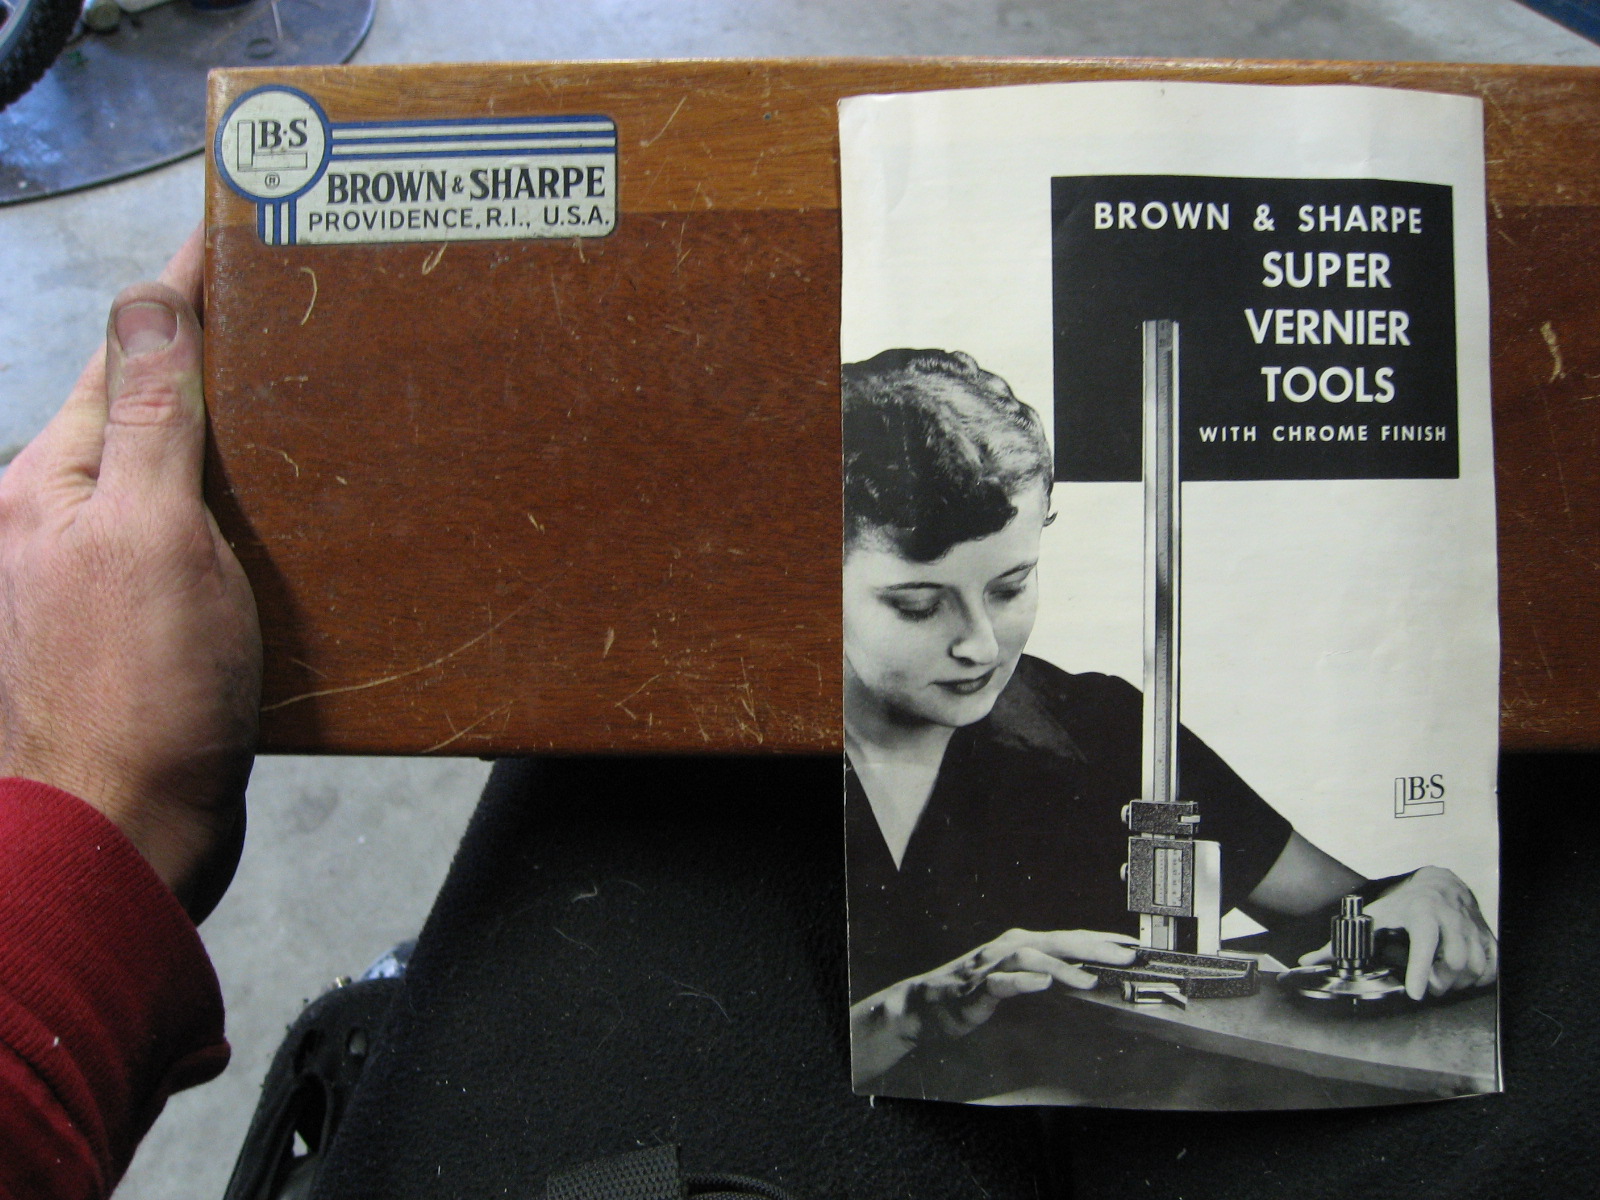 B·S
®
BROWN & SHARPE
PROVIDENCE, R.I., U.S.A.
BROWN & SHARPE
SUPER
VERNIER
TOOLS
WITH CHROME FINISH
B·S